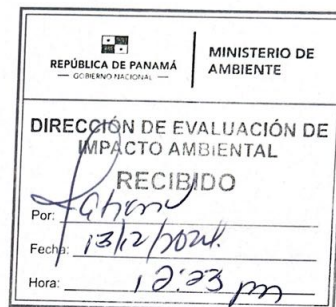 REPÚBLICA DE PANAMÁ
— GOBIERNO NACIONAL —
MINISTERIO DE
AMBIENTE
DIRECCIÓN DE EVALUACIÓN DE
IMPACTO AMBIENTAL
RECIBIDO
Por:
Fecha: 13/12/2024.
Hora: 12:23 pm